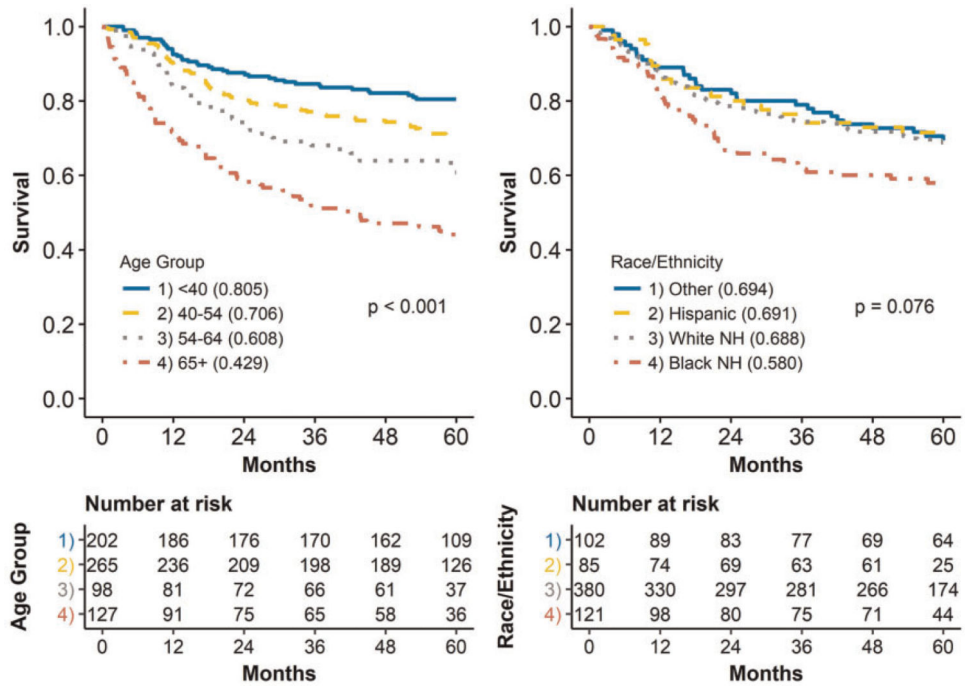 1.0
0.8
0.6
0.4
0.2
0.0
Survival
Age Group
1) <40 (0.805)
2) 40-54 (0.706)
3) 54-64 (0.608)
4) 65+ (0.429)
p < 0.001
0 12 24 36 48 60
Months
1.0
0.8
0.6
0.4
0.2
0.0
Survival
Race/Ethnicity
1) Other (0.694)
2) Hispanic (0.691)
3) White NH (0.688)
4) Black NH (0.580)
p = 0.076
0 12 24 36 48 60
Months
Number at risk
Age Group
1) 202 186 176 170 162 109
2) 265 236 209 198 189 126
3) 98 81 72 66 61 37
4) 127 91 75 65 58 36
0 12 24 36 48 60
Months
Number at risk
Race/Ethnicity
1) 102 89 83 77 69 64
2) 85 74 69 63 61 25
3) 380 330 297 281 266 174
4) 121 98 80 75 71 44
0 12 24 36 48 60
Months